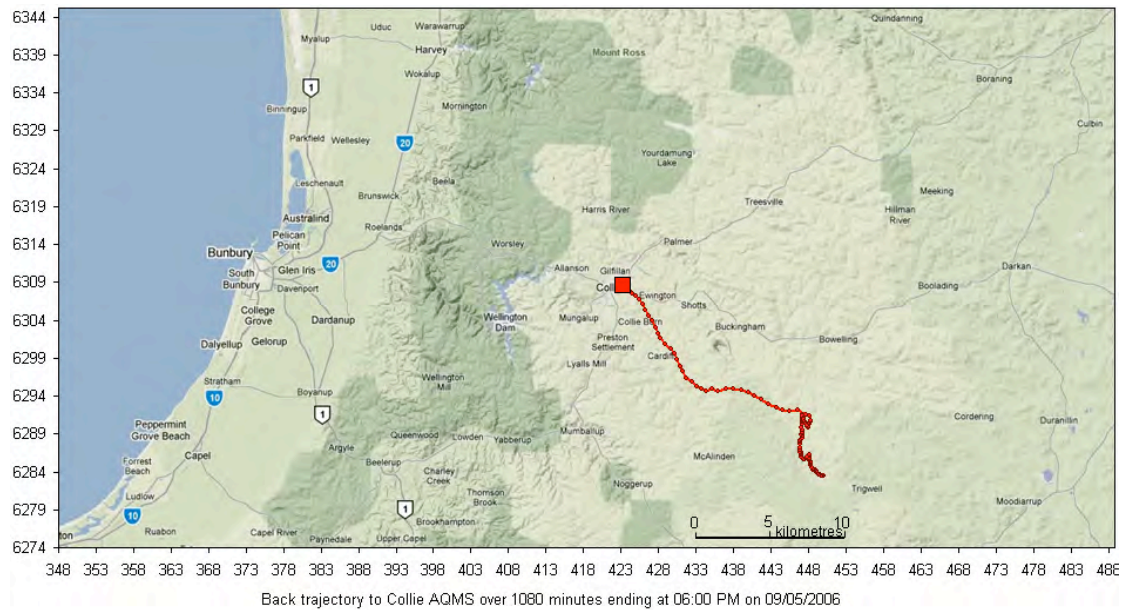 6344
6339
6334
6329
6324
6319
6314
6309
6304
6299
6294
6289
6284
6279
6274
Uduc
Warawarrup
Quindanning
Myalup
Harvey
Mount Ross
1
Wokalup
Boraning
Binningup
Mornington
Culbin
Parkfield
Wellesley
20
Yourdamung
Lake
Leschenault
Beela
Meeking
Brunswick
Treesville
Harris River
Hillman
River
Australind
Roelands
Pelican
Point
Worsley
Palmer
Bunbury
20
Glen Iris
Allanson
Gilfillan
Darkan
South
Bunbury
Davenport
Ewington
Boolading
College
Grove
Dardanup
Wellington
Dam
Mungalup
Shotts
Buckingham
Dalyellup
Gelorup
Preston
Settlement
Bowelling
Lyalls Mill
Stratham
10
Boyanup
Wellington
Mill
1
Peppermint
Grove Beach
Queenwood
Lowden
Yabberup
Mumballup
Cordering
Duranillin
Argyle
Capel
McAlinden
Forrest
Beach
Beelerup
Charley
Creek
Noggerup
Trigwell
Ludlow
Thomson
Brook
Moodiarrup
10
1
Ruabon
Capel River
Paynedale
Brookhampton
Upper Capel
0 5 10
kilometres
348 353 358 363 368 373 378 383 388 393 398 403 408 413 418 423 428 433 438 443 448 453 458 463 468 473 478 483 488
Back trajectory to Collie AQMS over 1080 minutes ending at 06:00 PM on 09/05/2006